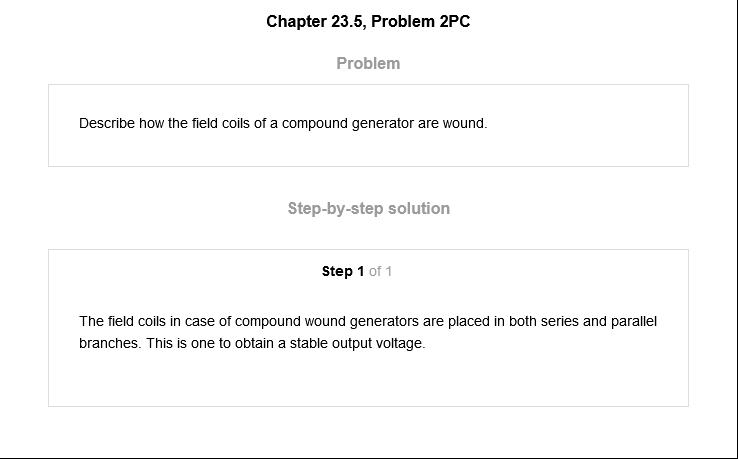 Chapter 23.5, Problem 2PC
Problem
Describe how the field coils of a compound generator are wound.
Step-by-step solution
Step 1 of 1
The field coils in case of compound wound generators are placed in both series and parallel
branches. This is one to obtain a stable output voltage.